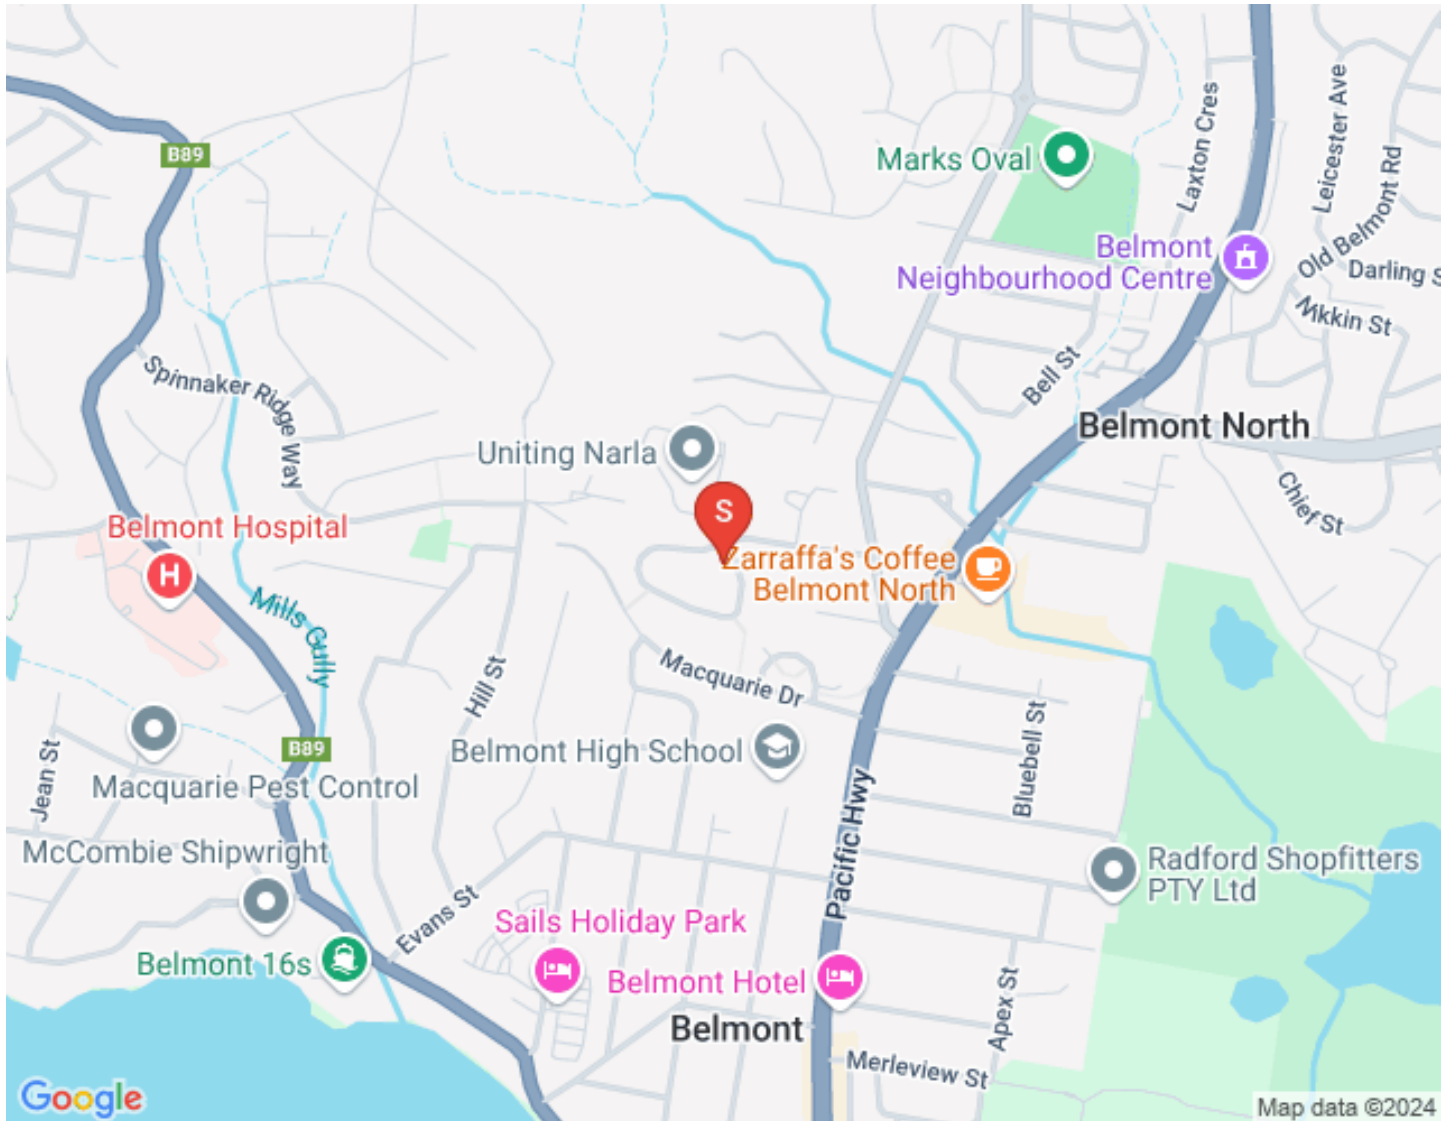 B89
Marks Oval
Laxton Cres
Leicester Ave
Old Belmont Rd
Belmont
Neighbourhood Centre
Darling S
Nikkin St
Spinnaker Ridge Way
Bell St
Belmont North
Uniting Narla
S
Chief St
Belmont Hospital
H
Zarraffa's Coffee
Belmont North
Mills Gully
Hill St
Macquarie Dr
Jean St
B89
Belmont High School
Bluebell St
Macquarie Pest Control
Pacific Hwy
McCombie Shipwright
Radford Shopfitters
PTY Ltd
Evans St
Sails Holiday Park
Belmont 16s
Belmont Hotel
Apex St
Belmont
Merleview St
Google
Map data ©2024